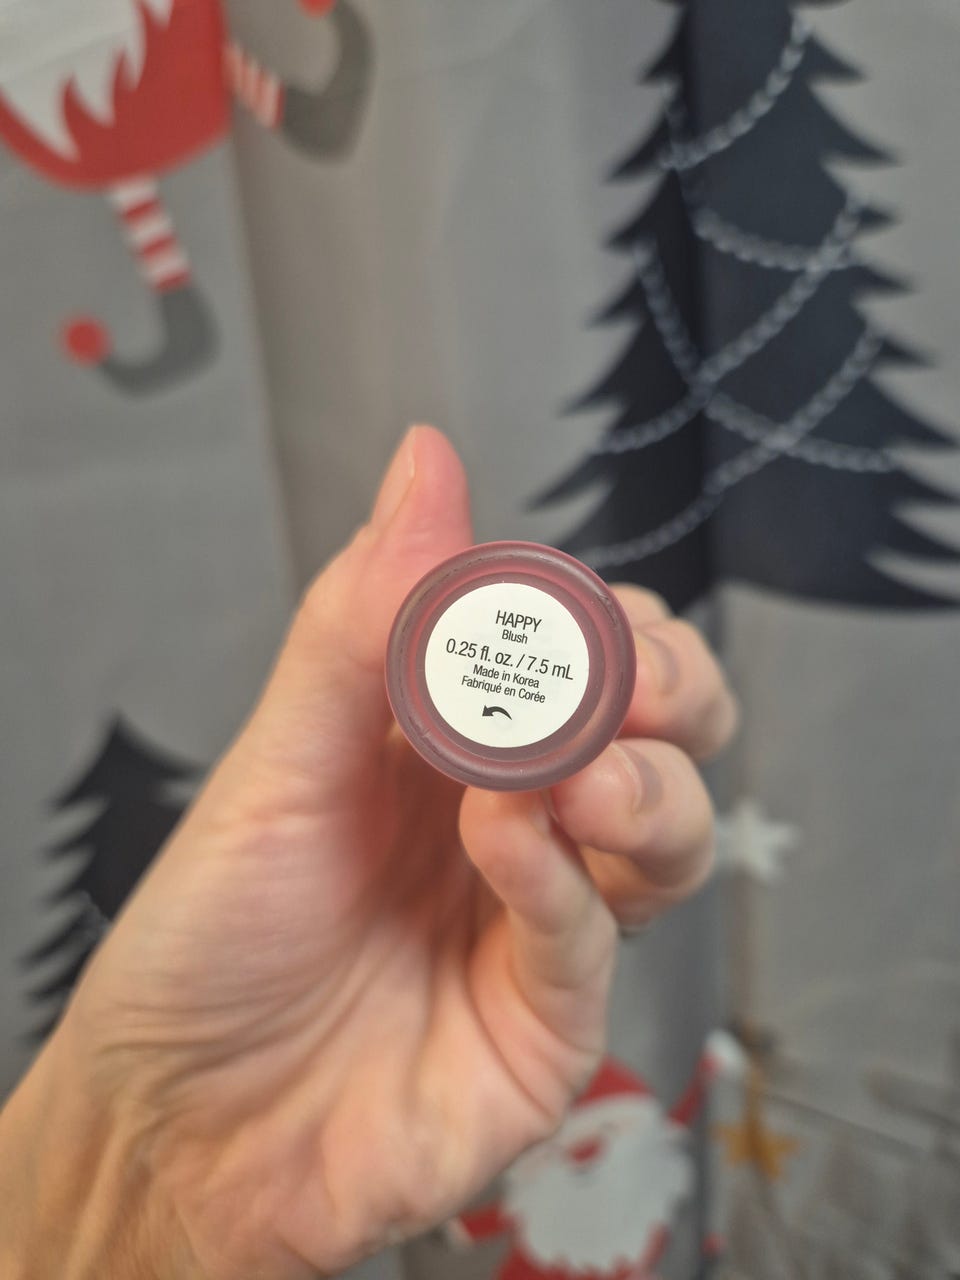 HAPPY
Blush
0.25 fl. oz. / 7.5 mL
Made in Korea
Fabriqué en Corée